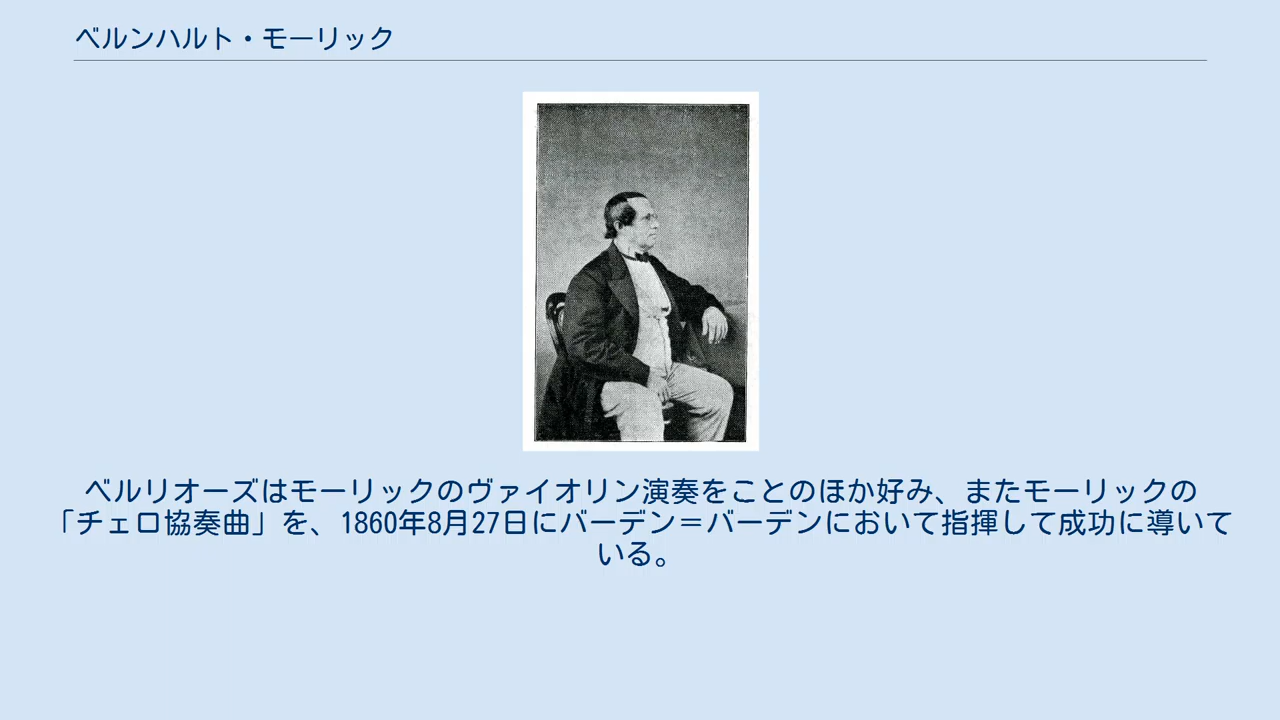 ベルンハルト・モーリック
ベルリオーズはモーリックのヴァイオリン演奏をことのほか好み、またモーリックの
「チェロ協奏曲」を、1860年8月27日にバーデン＝バーデンにおいて指揮して成功に導いて
いる。